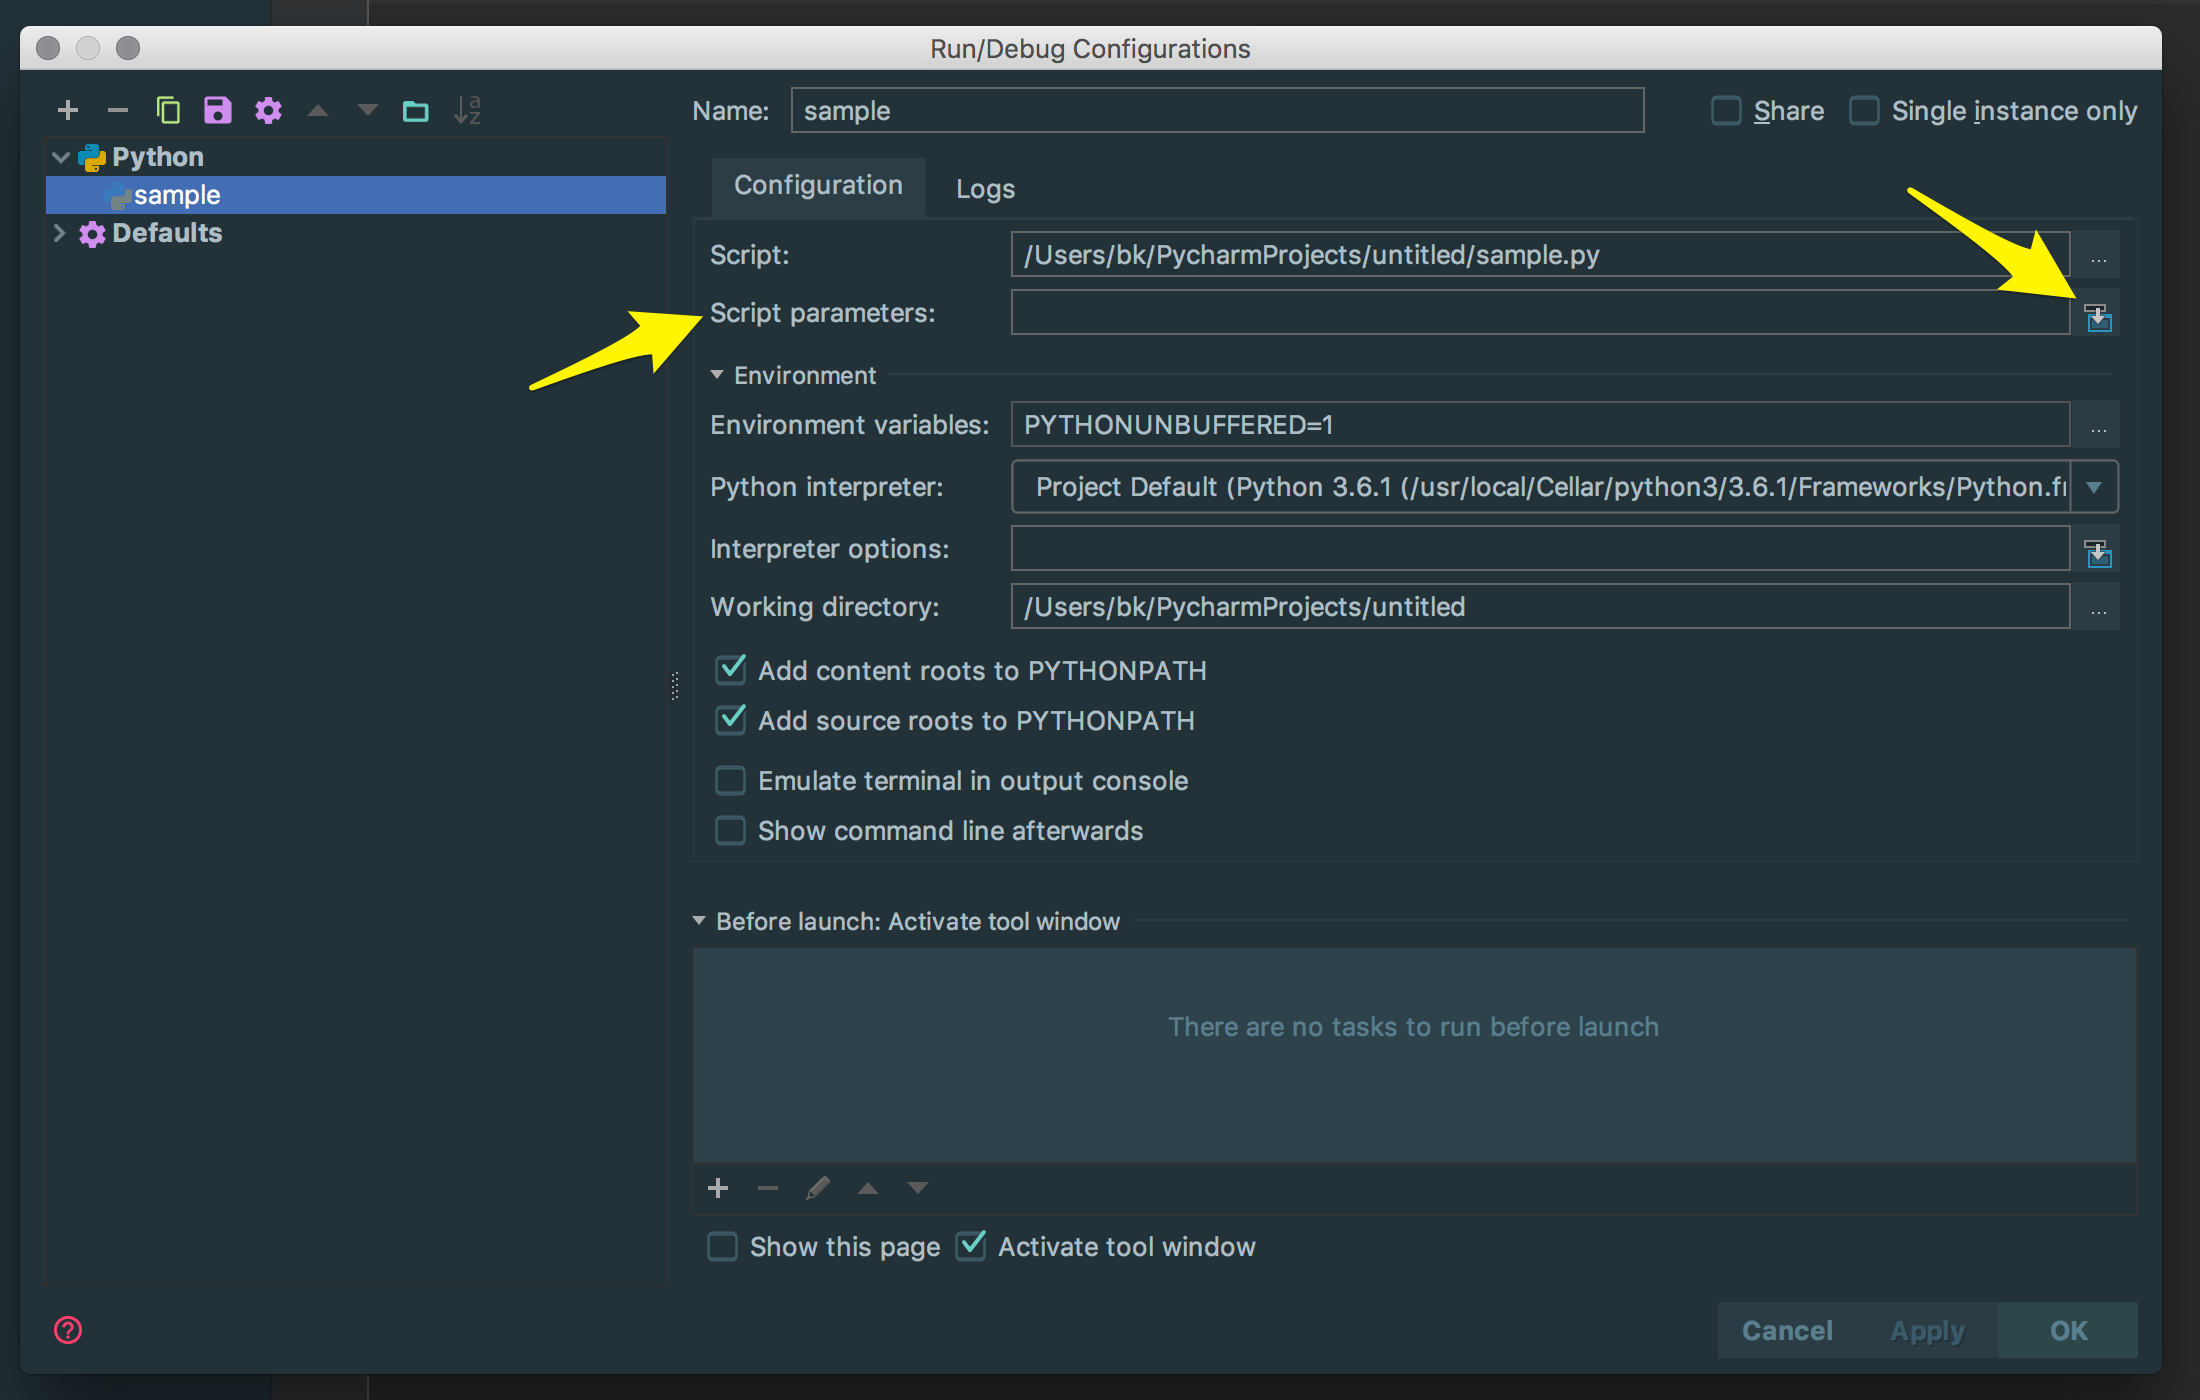 Run/Debug Configurations
Name: sample Share Single instance only
Python
sample
Defaults
Configuration Logs
Script: /Users/bk/PycharmProjects/untitled/sample.py ...
Script parameters:
Environment
Environment variables: PYTHONUNBUFFERED=1 ...
Python interpreter: Project Default (Python 3.6.1 (/usr/local/Cellar/python3/3.6.1/Frameworks/Python.fr
Interpreter options:
Working directory: /Users/bk/PycharmProjects/untitled ...
Add content roots to PYTHONPATH
Add source roots to PYTHONPATH
Emulate terminal in output console
Show command line afterwards
Before launch: Activate tool window
There are no tasks to run before launch
Show this page Activate tool window
? Cancel Apply OK